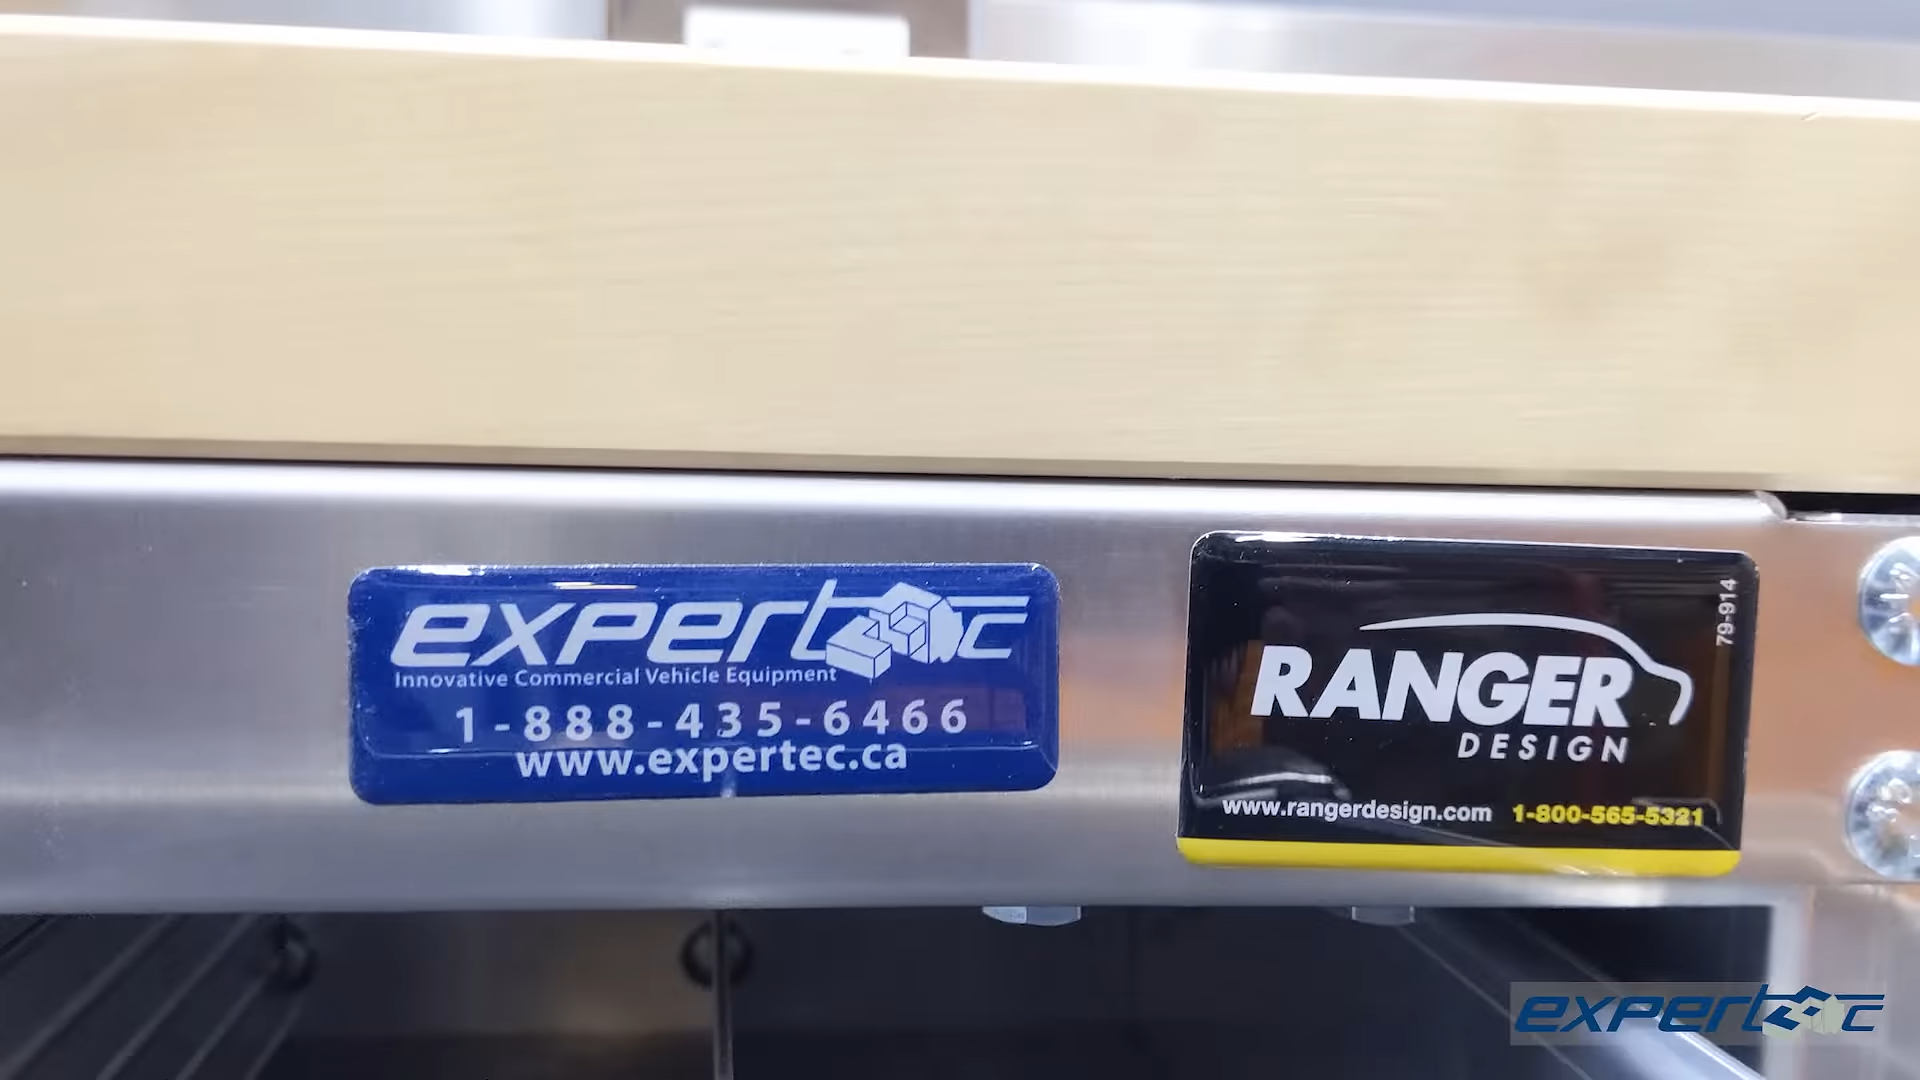 expertec
Innovative Commercial Vehicle Equipment
1-888-435-6466
www.expertec.ca
79-914
RANGER
DESIGN
www.rangerdesign.com 1-800-565-5321
expertec